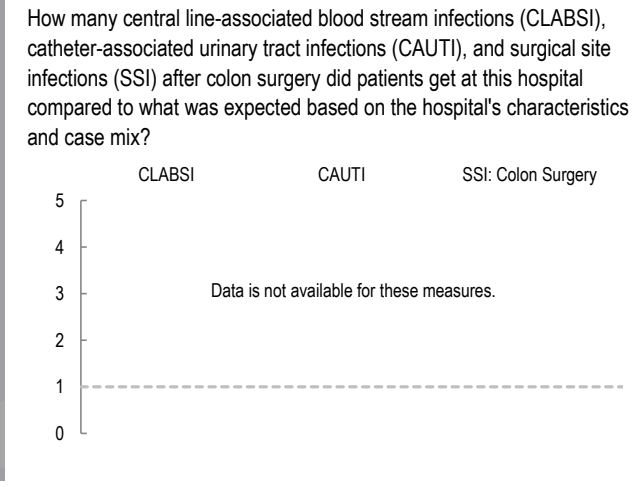 How many central line-associated blood stream infections (CLABSI),
catheter-associated urinary tract infections (CAUTI), and surgical site
infections (SSI) after colon surgery did patients get at this hospital
compared to what was expected based on the hospital's characteristics
and case mix?
CLABSI CAUTI SSI: Colon Surgery
5
4
3
Data is not available for these measures.
2
1
0